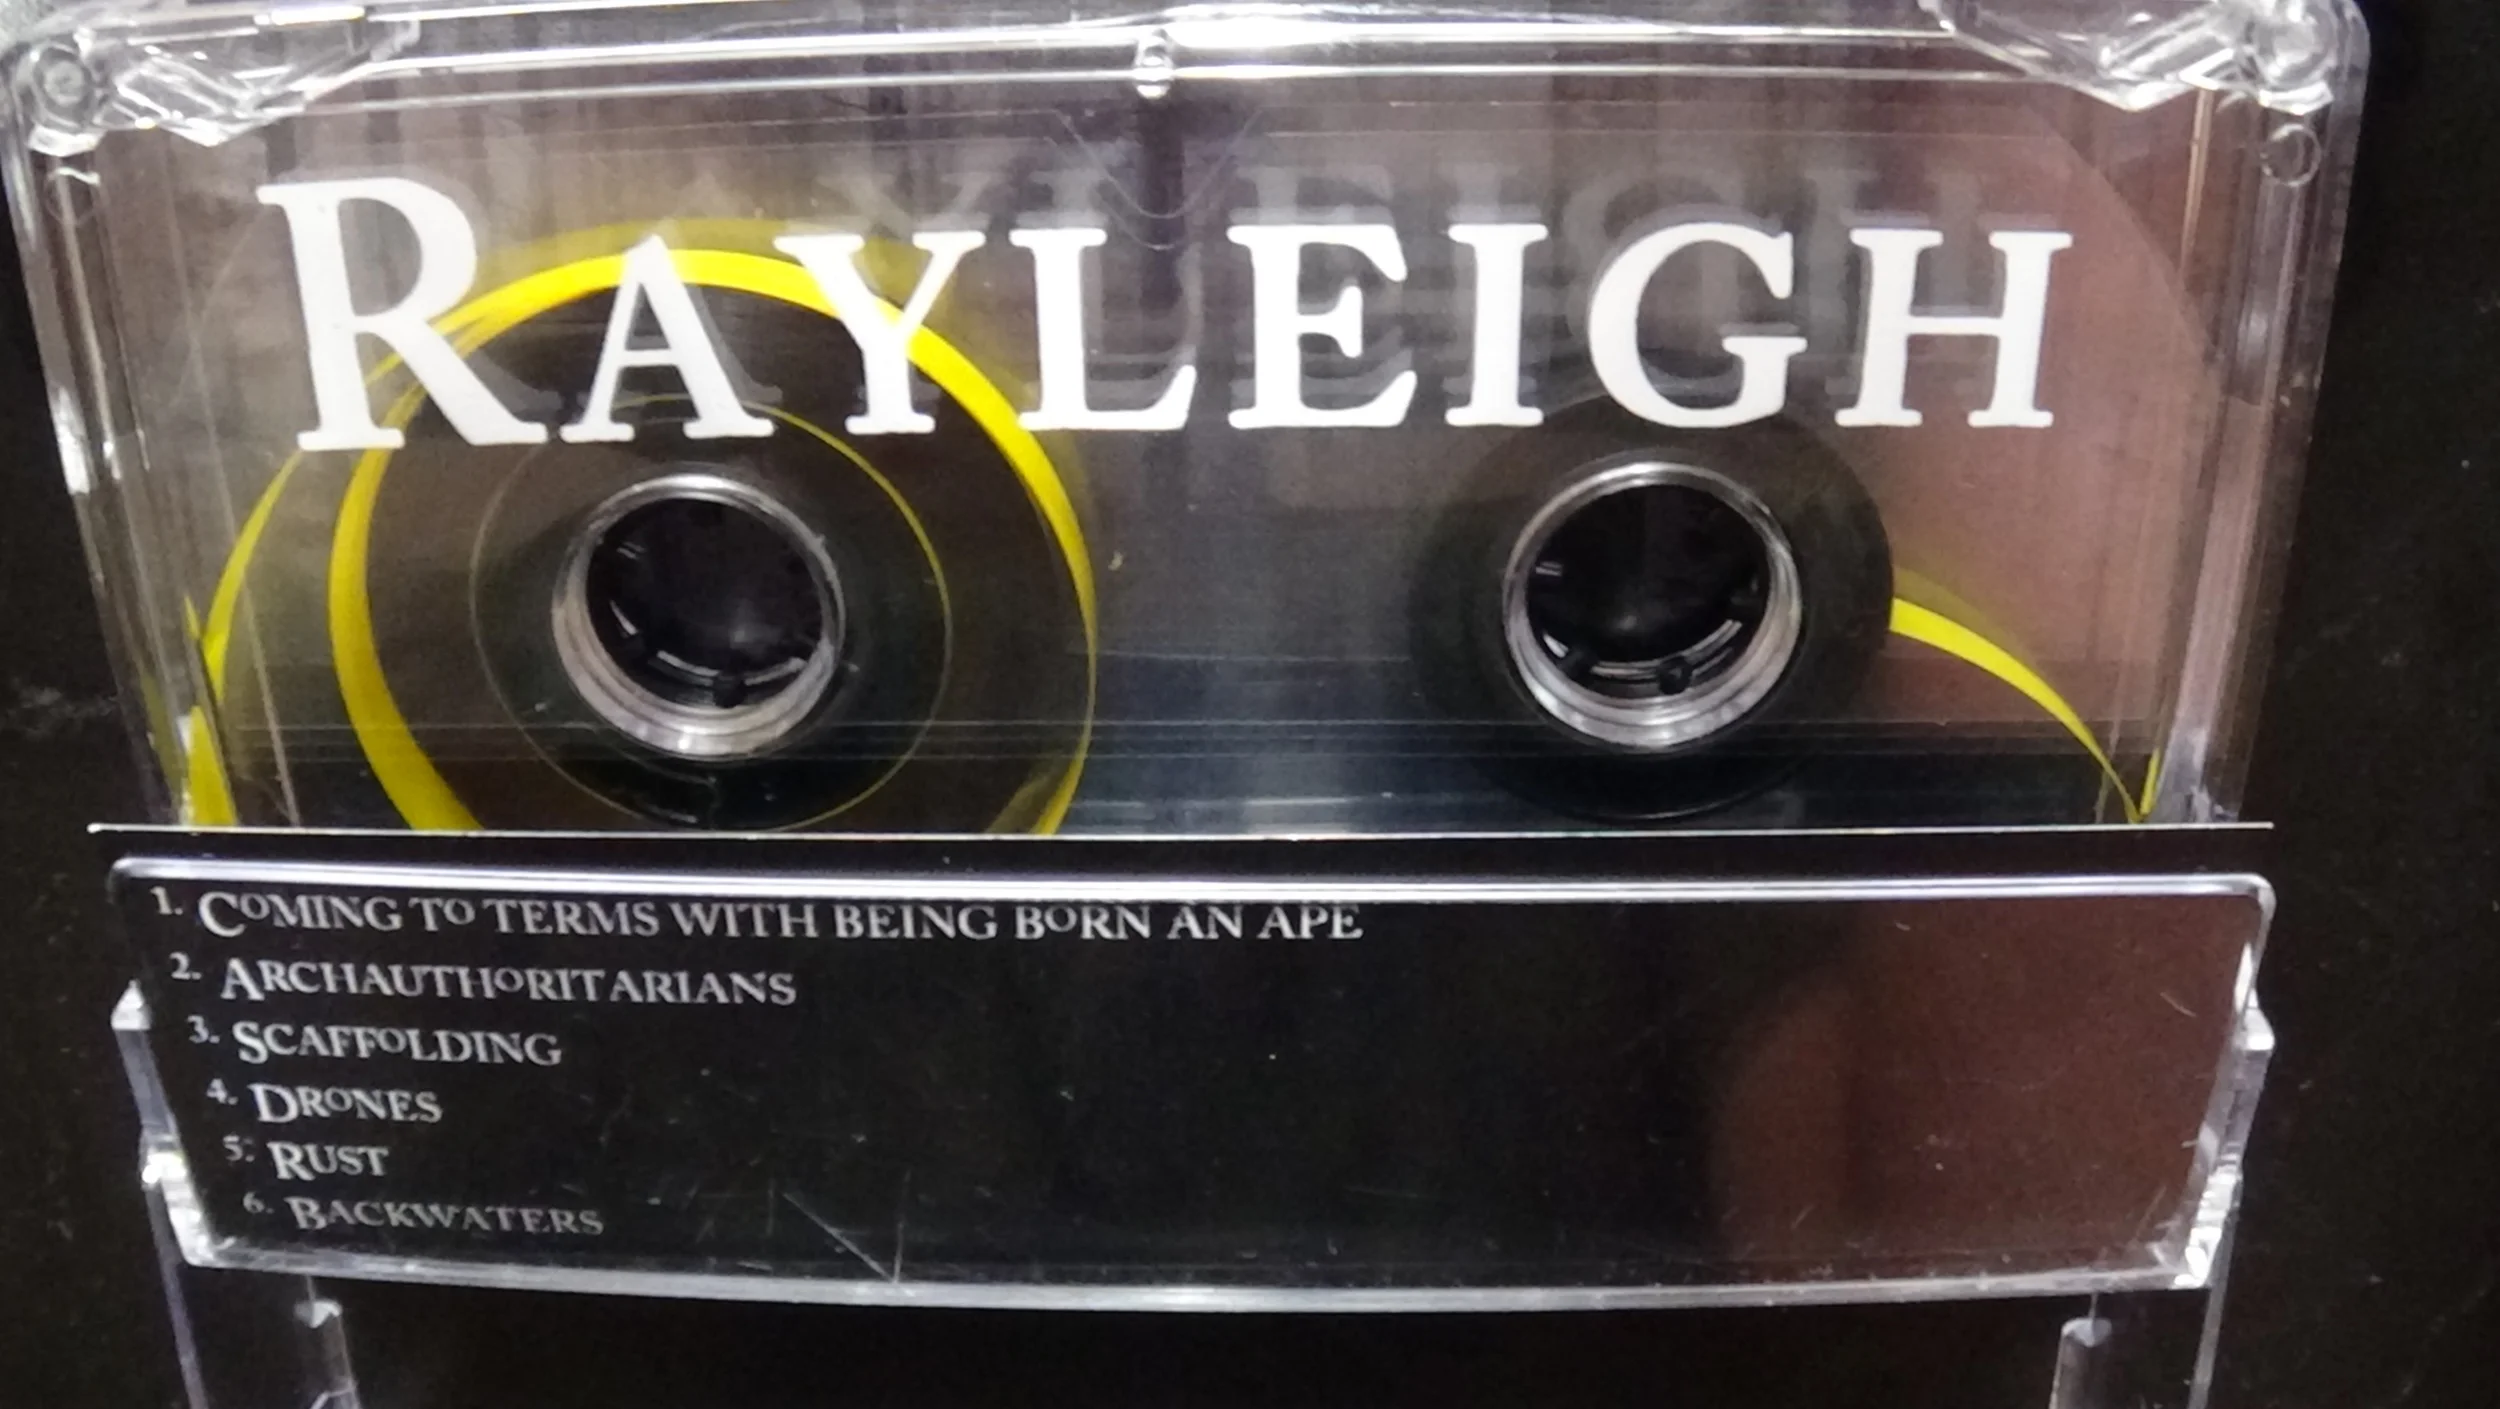 RAYLEIGH
1. COMING TO TERMS WITH BEING BORN AN APE
2. ARCHAUTHORITARIANS
3. SCAFFOLDING
4. DRONES
5. RUST
6. BACKWATERS